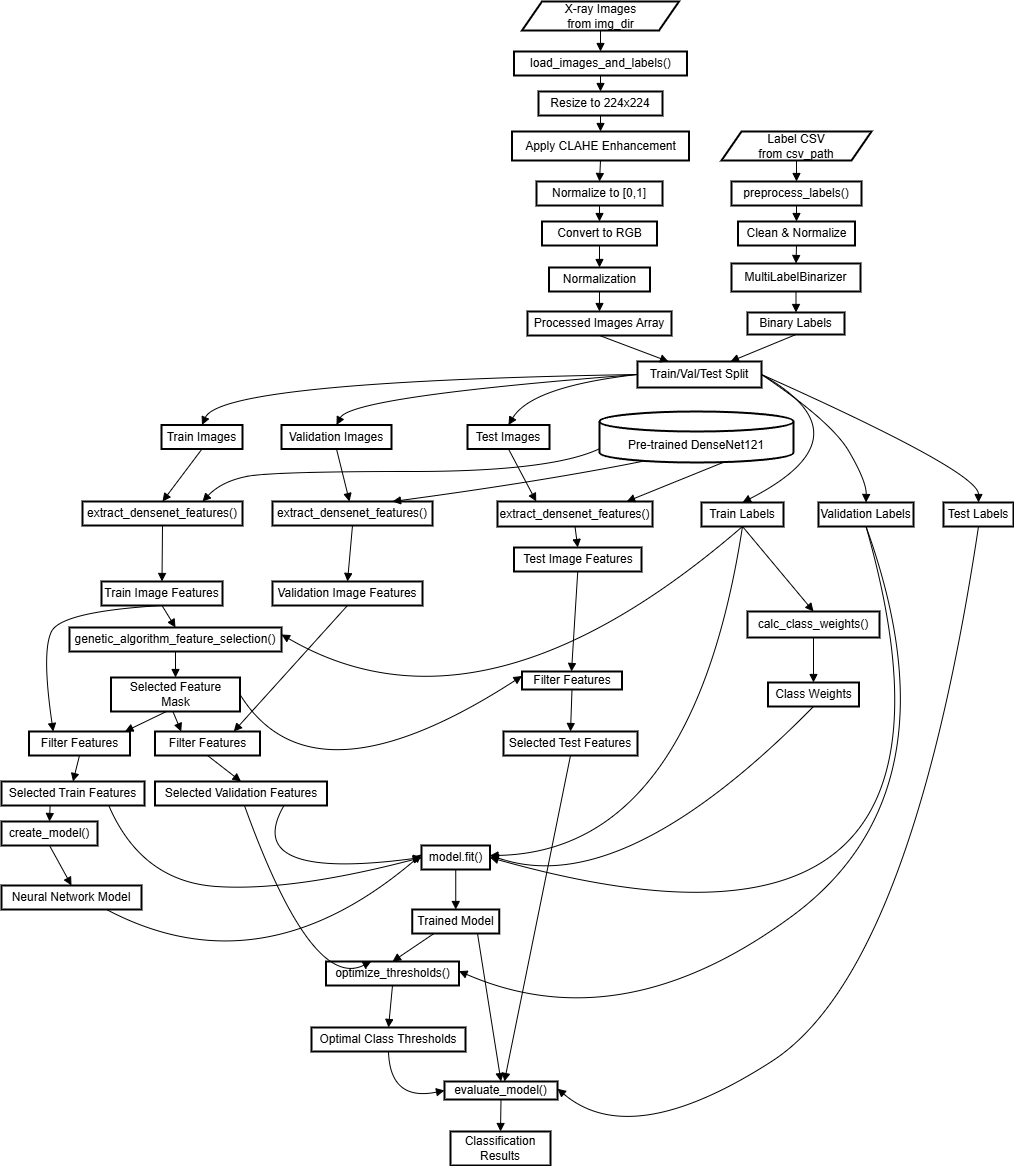 X-ray Images
from img_dir
load_images_and_labels()
Resize to 224x224
Apply CLAHE Enhancement
Label CSV
from csv_path
Normalize to [0,1]
preprocess_labels()
Convert to RGB
Clean & Normalize
Normalization
MultiLabelBinarizer
Processed Images Array
Binary Labels
Train/Val/Test Split
Train Images
Validation Images
Test Images
Pre-trained DenseNet121
extract_densenet_features()
extract_densenet_features()
extract_densenet_features()
Train Labels
Validation Labels
Test Labels
Test Image Features
Train Image Features
Validation Image Features
genetic_algorithm_feature_selection()
calc_class_weights()
Selected Feature
Mask
Filter Features
Class Weights
Filter Features
Filter Features
Selected Test Features
Selected Train Features
Selected Validation Features
create_model()
model.fit()
Neural Network Model
Trained Model
optimize_thresholds()
Optimal Class Thresholds
evaluate_model()
Classification
Results